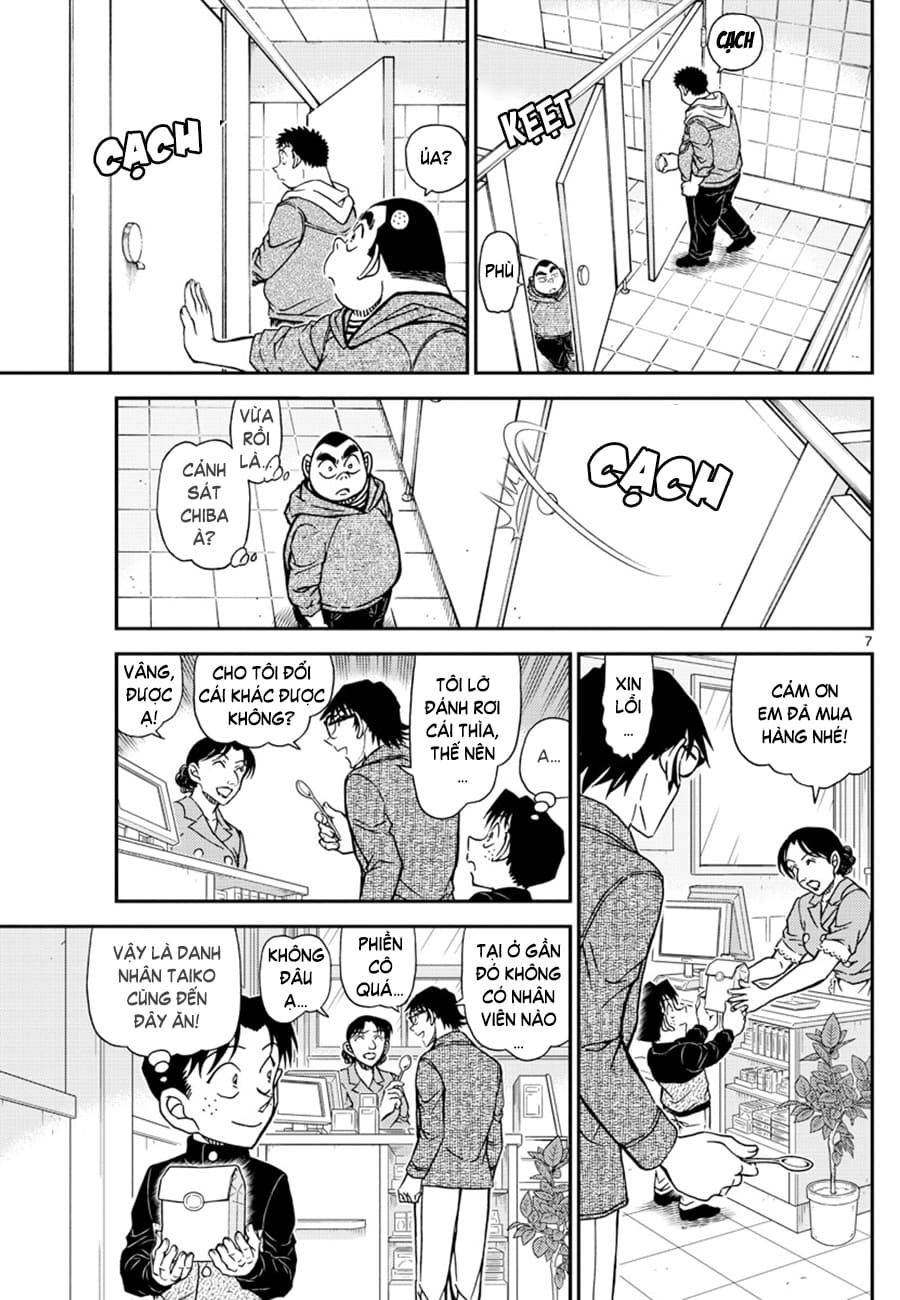 CẠCH
KẸẸT
PHÙ
ỦA?
CẠCH
CẠCH
VỪA
RỒI
LÀ...
CẢNH
SÁT
CHIBA
À?
7
CẢM ƠN
EM ĐÃ MUA
HÀNG NHÉ!
XIN
LỖI
...
A...
TÔI LỠ
ĐÁNH RƠI
CÁI THÌA,
THẾ NÊN
...
CHO TÔI ĐỔI
CÁI KHÁC ĐƯỢC
KHÔNG?
VÂNG,
ĐƯỢC
Ạ!
TẠI Ở GẦN
ĐÓ KHÔNG
CÓ NHÂN
VIÊN NÀO
...
PHIỀN
CÔ
QUÁ...
KHÔNG
ĐÂU
Ạ...
VẬY LÀ DANH
NHÂN TAIKO
CŨNG ĐẾN
ĐÂY ĂN!